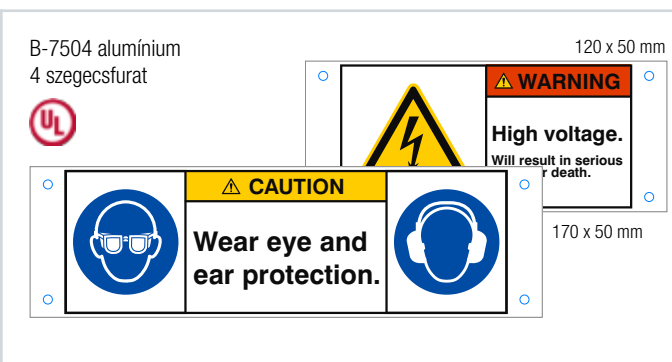 B-7504 alumínium
4 szegecsfurat
UL
120 x 50 mm
WARNING
High voltage.
Will result in serious
death.
CAUTION
Wear eye and
ear protection.
170 x 50 mm